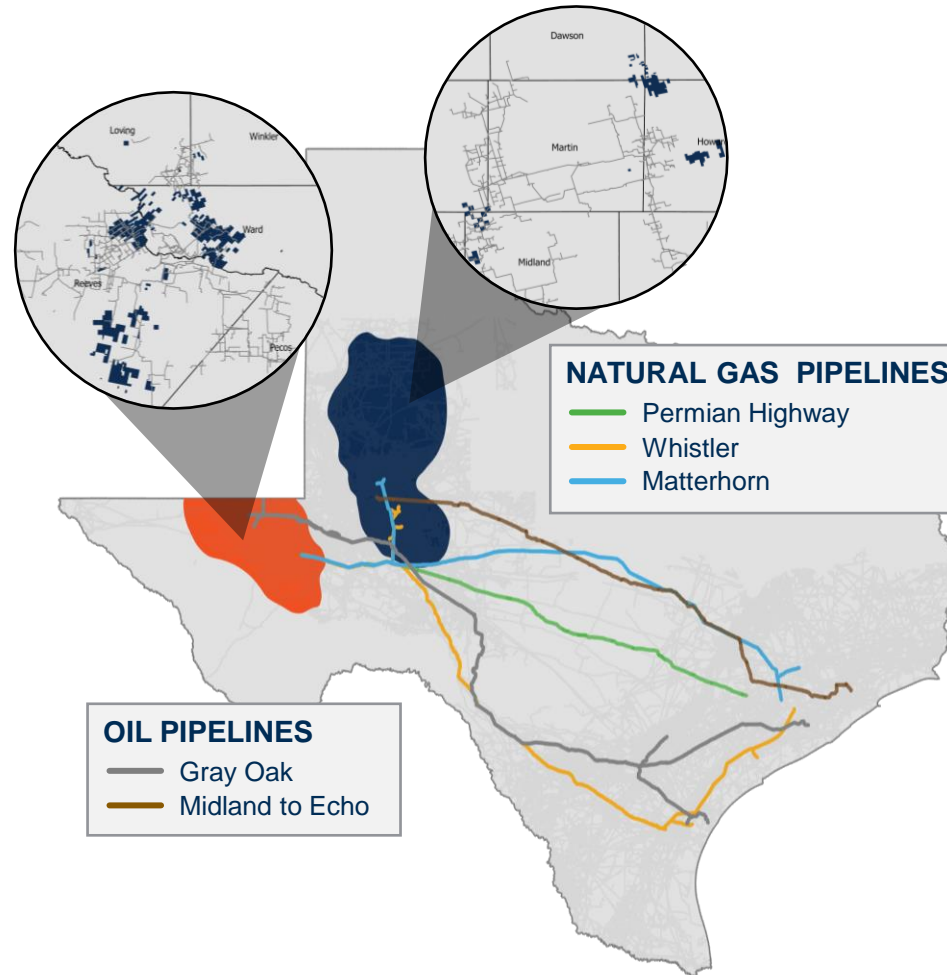 Dawson
Martin
Midland
Loving
Winkler
Ward
Reeves
Pecos
NATURAL GAS PIPELINES
Permian Highway
Whistler
Matterhorn
OIL PIPELINES
Gray Oak
Midland to Echo